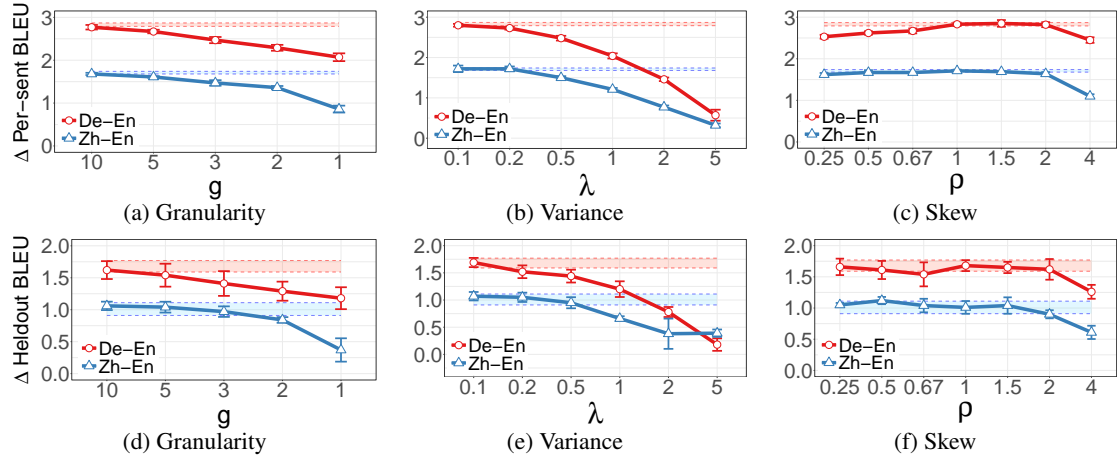 Δ Per-sent BLEU
3
2
1
0
De-En
Zh-En
10 5 3 2 1
g
(a) Granularity
3
2
1
0
De-En
Zh-En
0.1 0.2 0.5 1 2 5
λ
(b) Variance
3
2
1
0
De-En
Zh-En
0.25 0.5 0.67 1 1.5 2 4
ρ
(c) Skew
Δ Heldout BLEU
2.0
1.5
1.0
0.5
0.0
De-En
Zh-En
10 5 3 2 1
g
(d) Granularity
2.0
1.5
1.0
0.5
0.0
De-En
Zh-En
0.1 0.2 0.5 1 2 5
λ
(e) Variance
2.0
1.5
1.0
0.5
0.0
De-En
Zh-En
0.25 0.5 0.67 1 1.5 2 4
ρ
(f) Skew